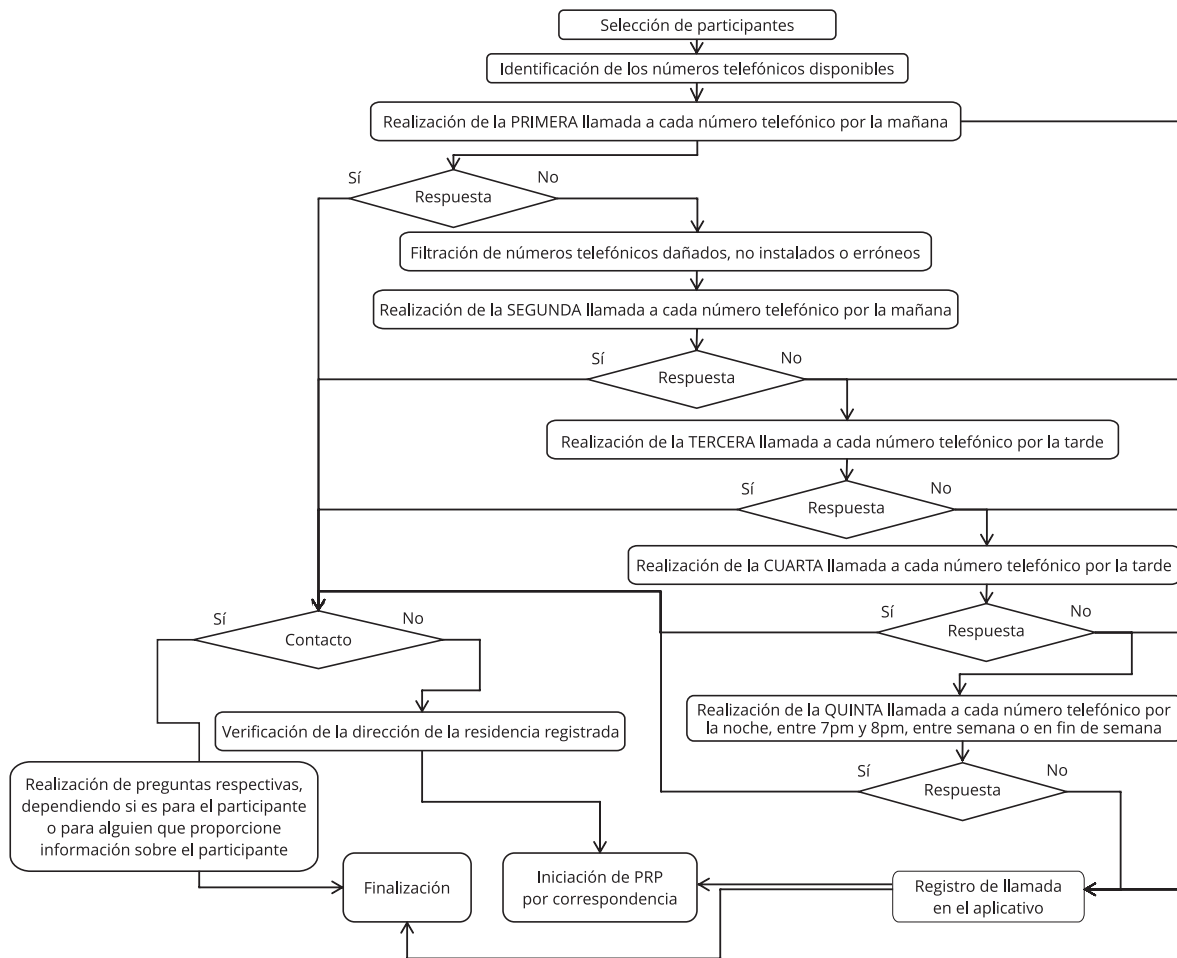 Selección de participantes
Identificación de los números telefónicos disponibles
Realización de la PRIMERA llamada a cada número telefónico por la mañana
Sí
No
Respuesta
Filtración de números telefónicos dañados, no instalados o erróneos
Realización de la SEGUNDA llamada a cada número telefónico por la mañana
Sí
No
Respuesta
Realización de la TERCERA llamada a cada número telefónico por la tarde
Sí
No
Respuesta
Realización de la CUARTA llamada a cada número telefónico por la tarde
Sí
No
Respuesta
Sí
No
Contacto
Realización de la QUINTA llamada a cada número telefónico por
la noche, entre 7pm y 8pm, entre semana o en fin de semana
Verificación de la dirección de la residencia registrada
Sí
No
Respuesta
Realización de preguntas respectivas,
dependiendo si es para el participante
o para alguien que proporcione
información sobre el participante
Finalización
Iniciación de PRP
por correspondencia
Registro de llamada
en el aplicativo